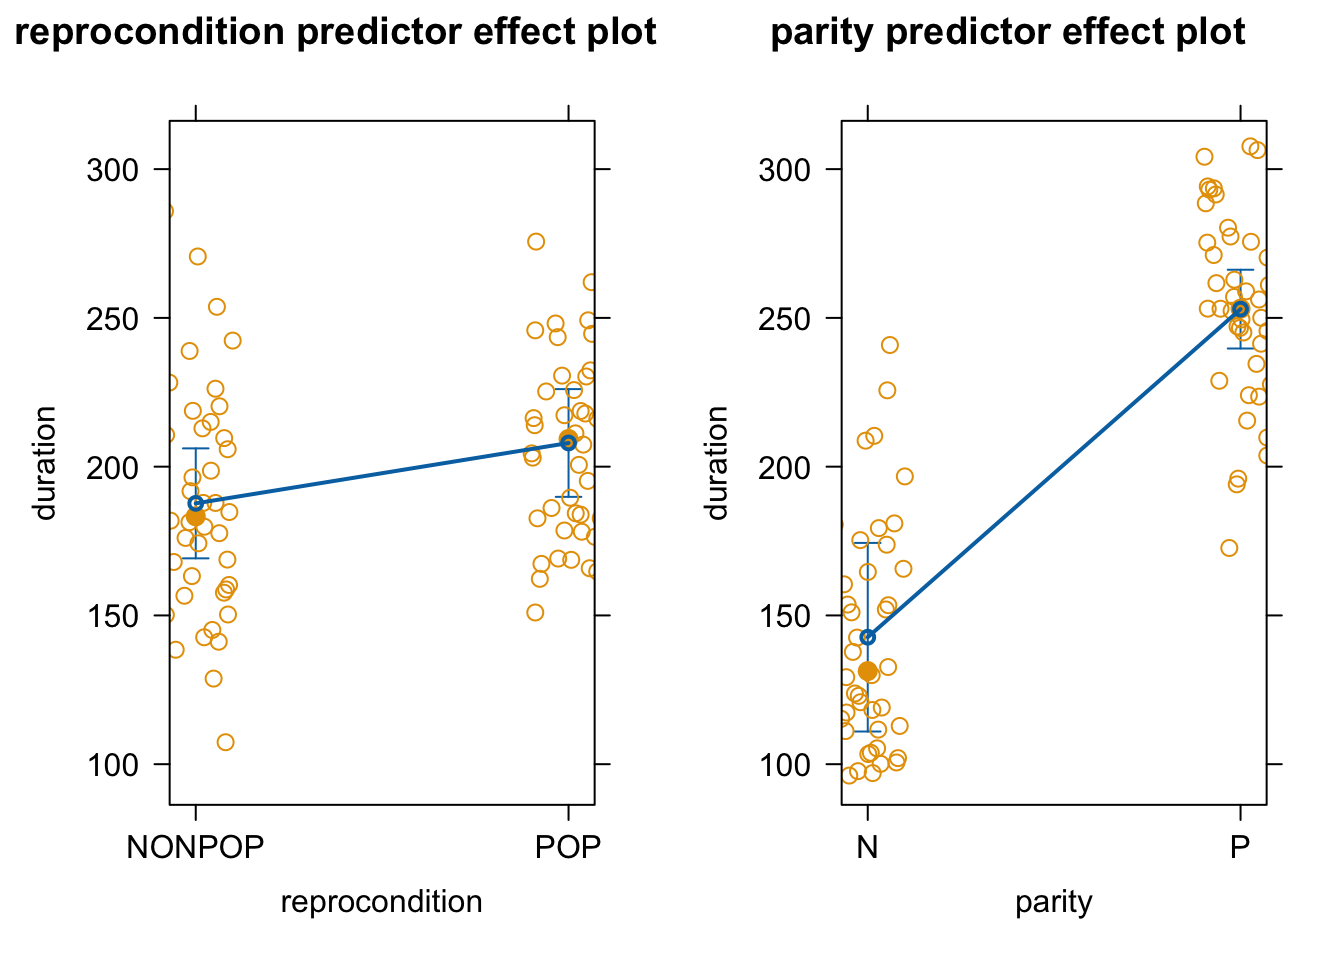 reprocondition predictor effect plot
300
250
200
150
100
duration
NONPOP POP
reprocondition
parity predictor effect plot
300
250
200
150
100
duration
N P
parity